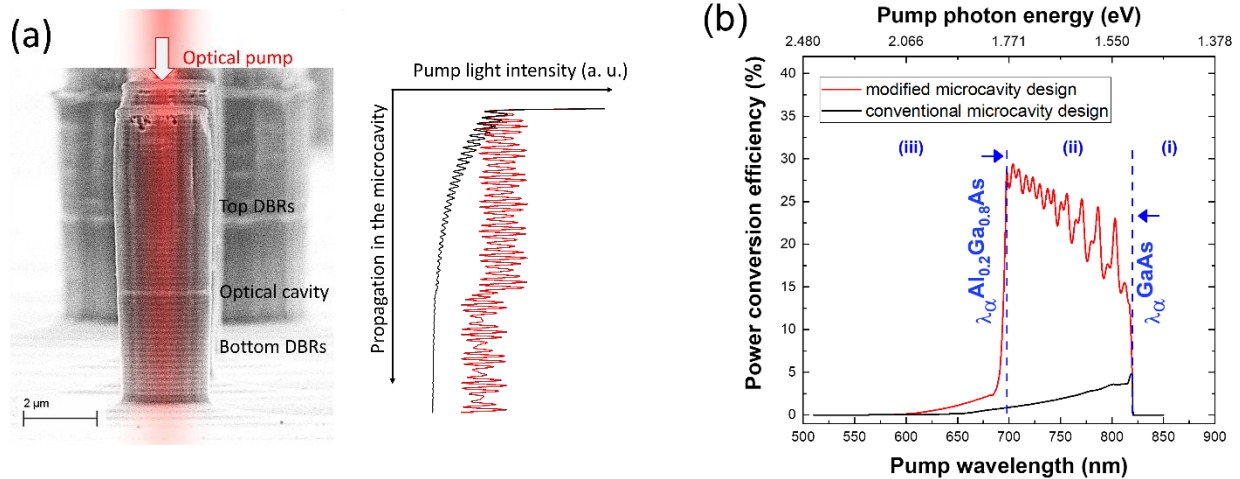 (a)
Optical pump
Top DBRs
Optical cavity
Bottom DBRs
2 µm
Pump light intensity (a. u.)
Propagation in the microcavity
(b)
Pump photon energy (eV)
2.480 2.066 1.771 1.550 1.378
40
35
30
25
20
15
10
5
0
Power conversion efficiency (%)
modified microcavity design
conventional microcavity design
(iii) (ii) (i)
λα Al0.2Ga0.8As
λα GaAs
500 550 600 650 700 750 800 850 900
Pump wavelength (nm)